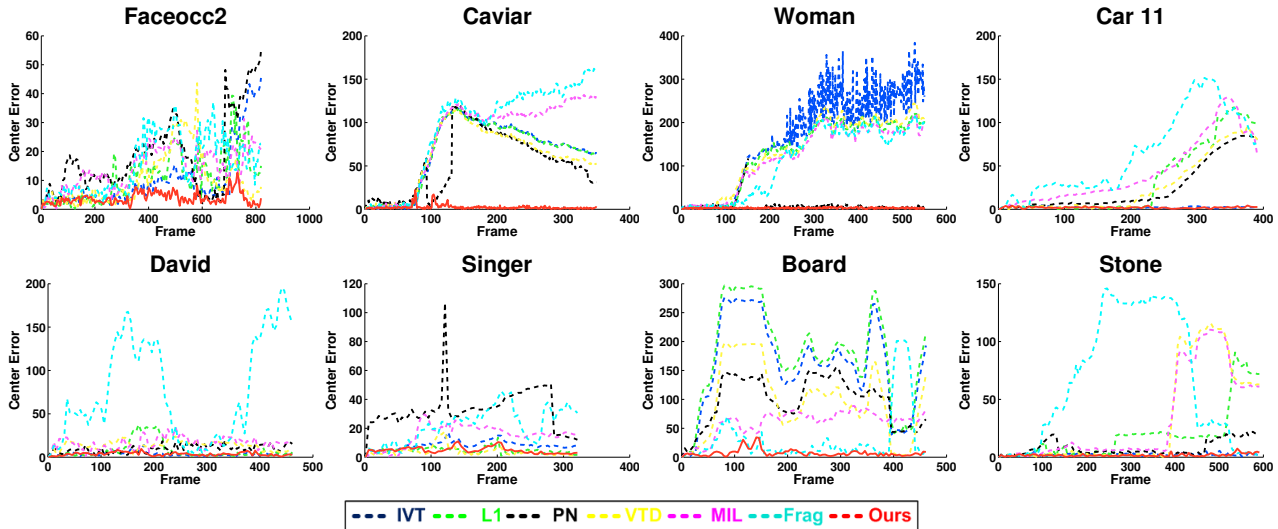 Faceocc2
Caviar
Woman
Car 11
Center Error
60
50
40
30
20
10
0
0 200 400 600 800 1000
Frame
Center Error
200
150
100
50
0
0 100 200 300 400
Frame
Center Error
400
300
200
100
0
0 100 200 300 400 500 600
Frame
Center Error
200
150
100
50
0
0 100 200 300 400
Frame
David
Singer
Board
Stone
Center Error
200
150
100
50
0
0 100 200 300 400 500
Frame
Center Error
120
100
80
60
40
20
0
0 100 200 300 400
Frame
Center Error
300
250
200
150
100
50
0
0 100 200 300 400 500
Frame
Center Error
150
100
50
0
0 100 200 300 400 500 600
Frame
IVT L1 PN VTD MIL Frag Ours